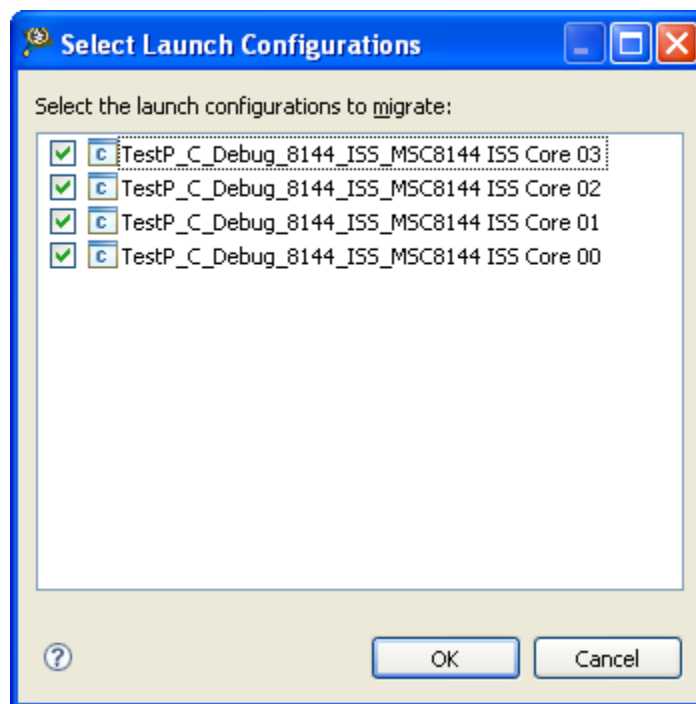 Select Launch Configurations
Select the launch configurations to migrate:
TestP_C_Debug_8144_ISS_MSC8144 ISS Core 03
TestP_C_Debug_8144_ISS_MSC8144 ISS Core 02
TestP_C_Debug_8144_ISS_MSC8144 ISS Core 01
TestP_C_Debug_8144_ISS_MSC8144 ISS Core 00
OK Cancel